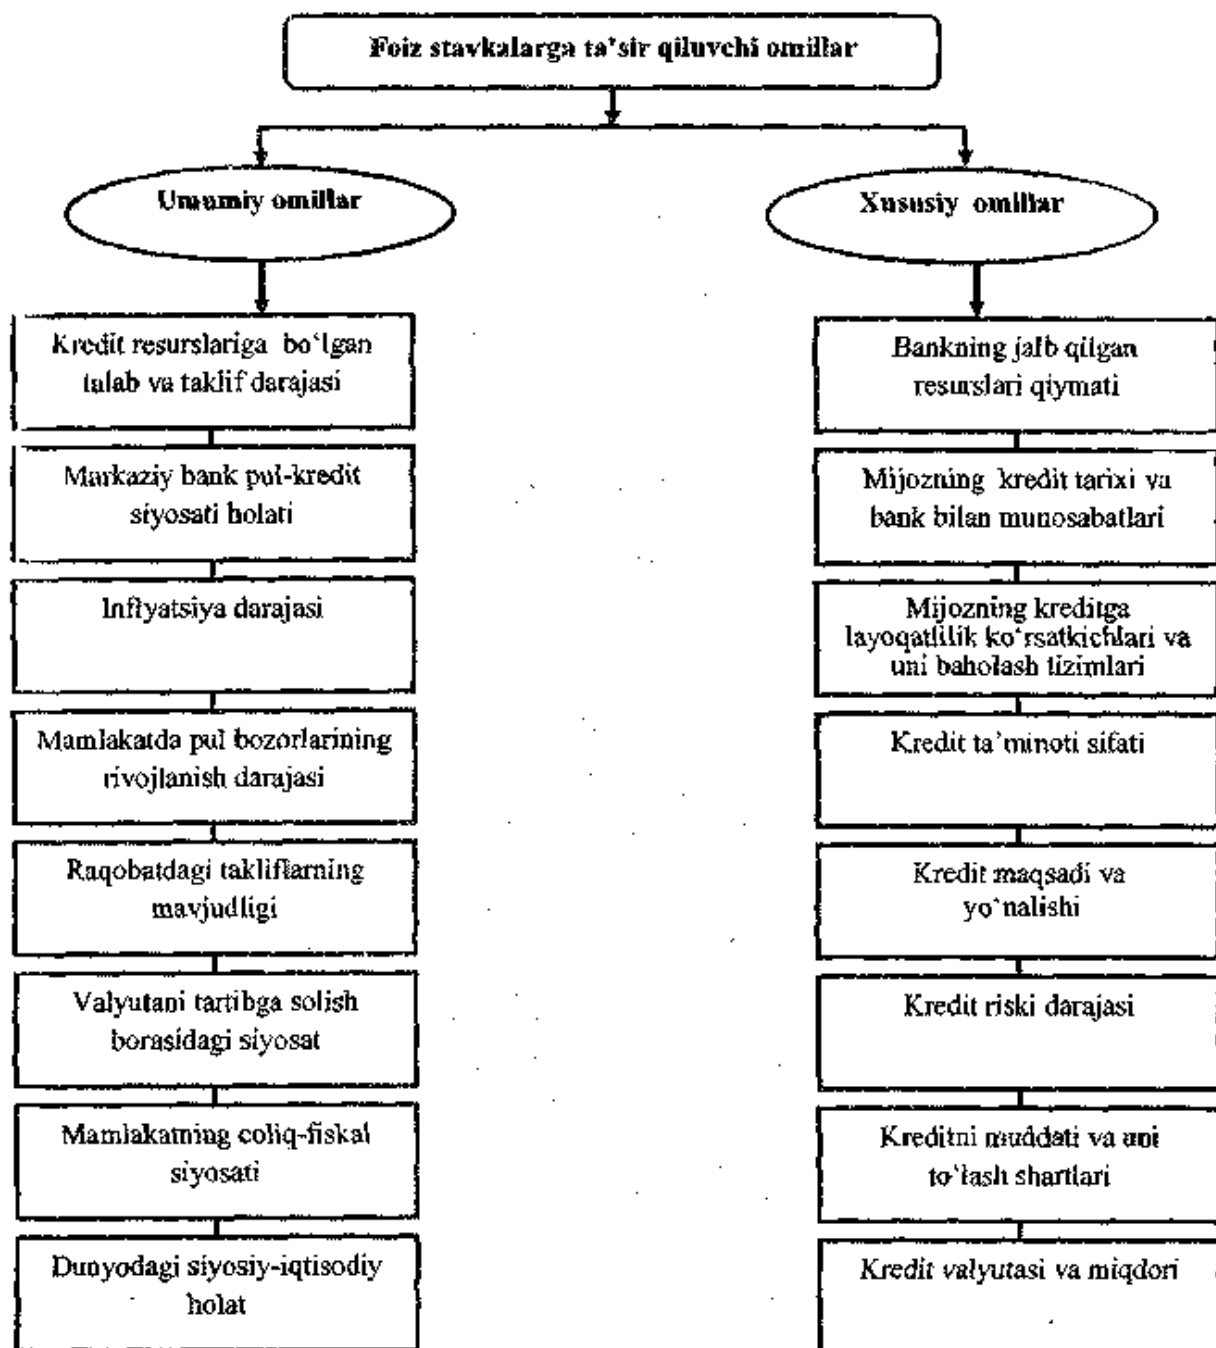 Foiz stavkalarga ta'sir qiluvchi omillar
Umumiy omillar
Kredit resurslariga bo‘lgan
talab va taklif darajasi
Markaziy bank pul-kredit
siyosati holati
Inflyatsiya darajasi
Mamlakatda pul bozorlarining
rivojlanish darajasi
Raqobatdagi takliflarning
mavjudligi
Valyutani tartibga solish
borasidagi siyosat
Mamlakatning coliq-fiskal
siyosati
Dunyodagi siyosiy-iqtisodiy
holat
Xususiy omillar
Bankning jalb qilgan
resurslari qiymati
Mijozning kredit tarixi va
bank bilan munosabatlari
Mijozning kreditga
layoqatlilik ko‘rsatkichlari va
uni baholash tizimlari
Kredit ta’minoti sifati
Kredit maqsadi va
yo‘nalishi
Kredit riski darajasi
Kreditni muddati va uni
to‘lash shartlari
Kredit valyutasi va miqdori